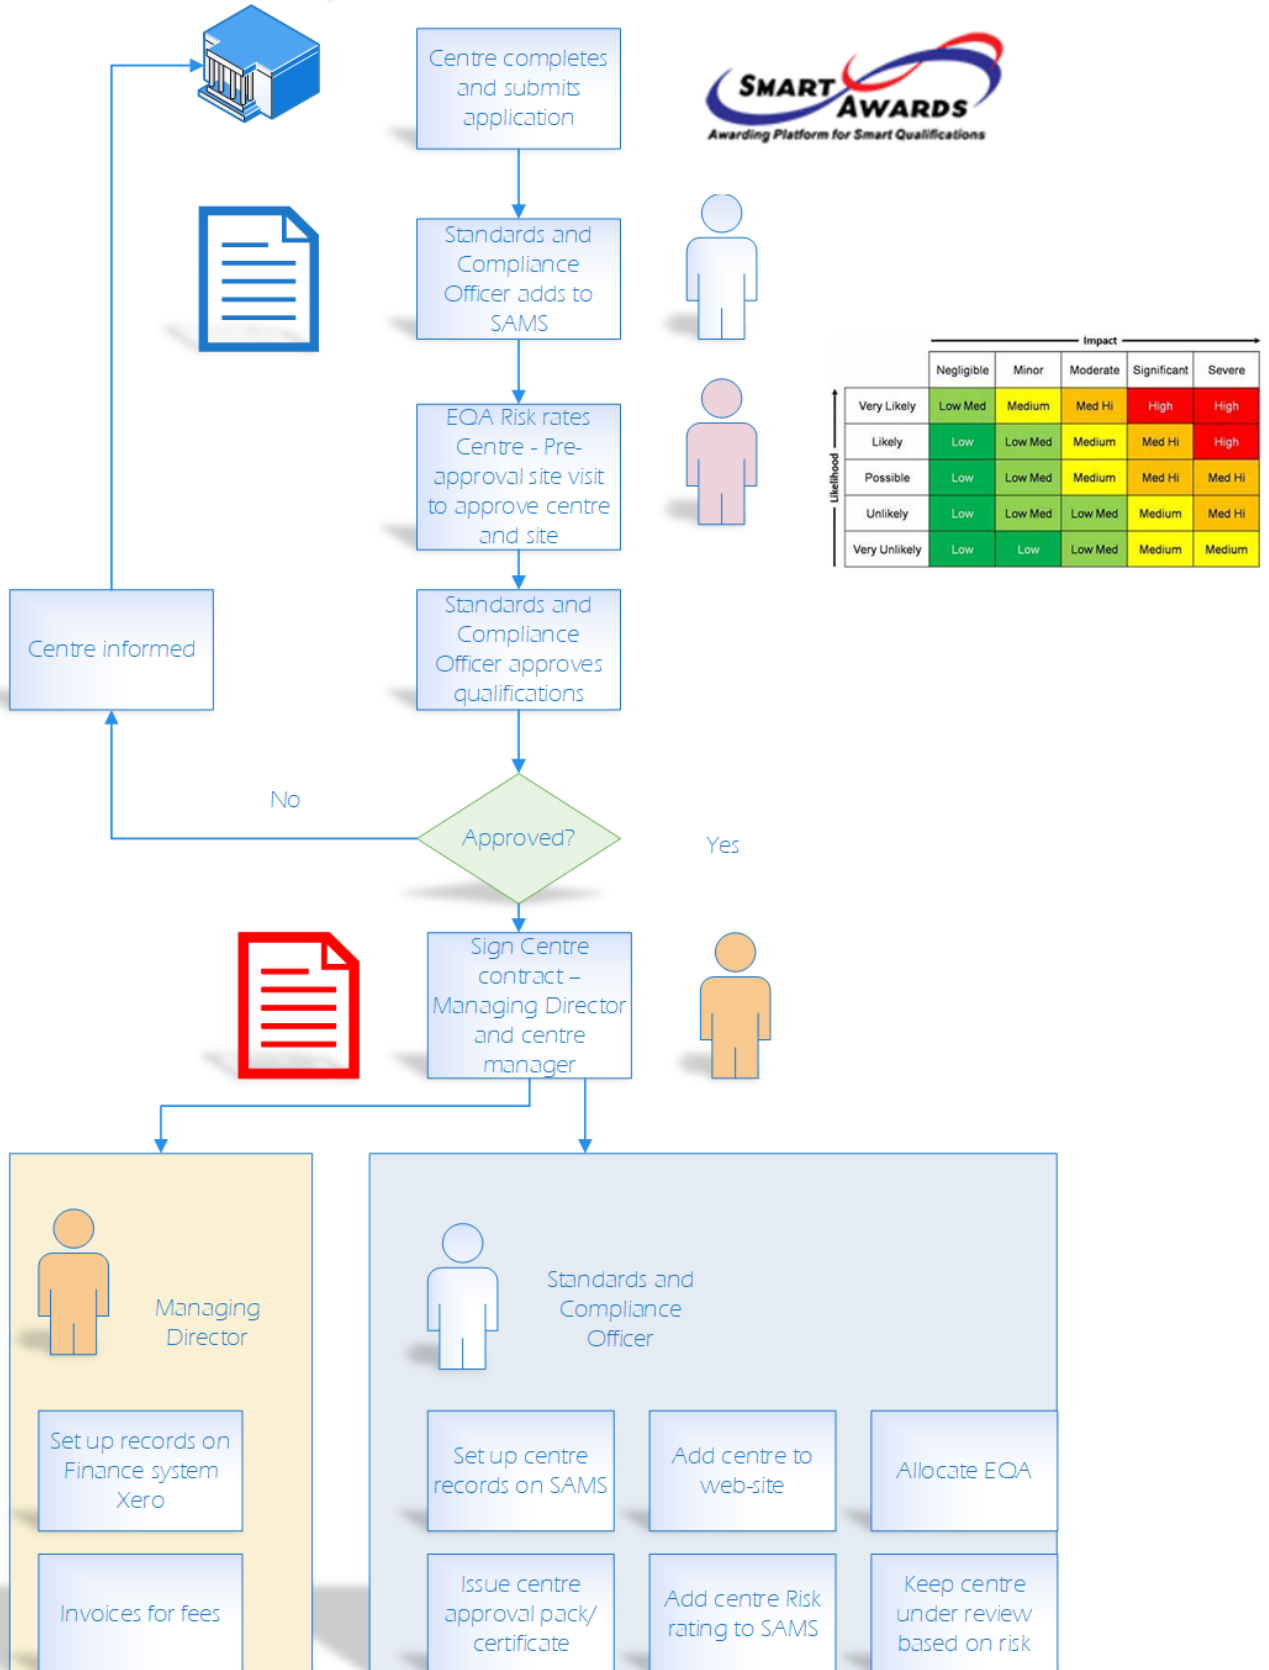 Centre completes
and submits
application
SMART
AWARDS
Awarding Platform for Smart Qualifications
Standards and
Compliance
Officer adds to
SAMS
EQA Risk rates
Centre - Pre-
approval site visit
to approve centre
and site
Impact
Negligible Minor Moderate Significant Severe
Likelihood
Very Likely Low Med Medium Med Hi High High
Likely Low Low Med Medium Med Hi High
Possible Low Low Med Medium Med Hi Med Hi
Unlikely Low Low Med Low Med Medium Med Hi
Very Unlikely Low Low Low Med Medium Medium
Centre informed
Standards and
Compliance
Officer approves
qualifications
No
Approved?
Yes
Sign Centre
contract –
Managing Director
and centre
manager
Managing
Director
Set up records on
Finance system
Xero
Invoices for fees
Standards and
Compliance
Officer
Set up centre
records on SAMS
Add centre to
web-site
Allocate EQA
Issue centre
approval pack/
certificate
Add centre Risk
rating to SAMS
Keep centre
under review
based on risk